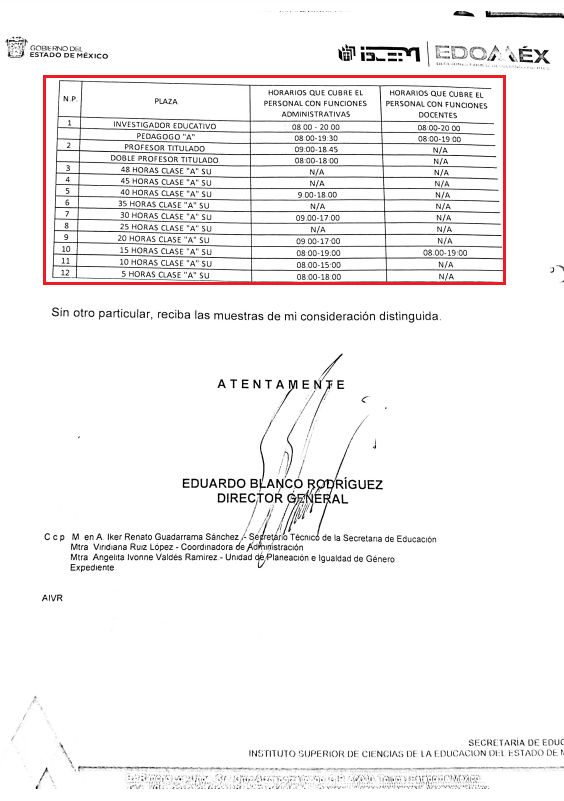 GOBIERNO DEL
ESTADO DE MÉXICO
EDOMÉX
N.P. PLAZA HORARIOS QUE CUBRE EL PERSONAL CON FUNCIONES ADMINISTRATIVAS HORARIOS QUE CUBRE EL PERSONAL CON FUNCIONES DOCENTES
1 INVESTIGADOR EDUCATIVO 08 00 - 20 00 08:00-20 00
PEDAGOGO "A" 08:00-19.30 08:00-19 00
2 PROFESOR TITULADO 09:00-18.45 N/A
DOBLE PROFESOR TITULADO 08:00-18:00 N/A
3 48 HORAS CLASE "A" SU N/A N/A
4 45 HORAS CLASE "A" SU N/A N/A
5 40 HORAS CLASE "A" SU 9 00-18:00 N/A
6 35 HORAS CLASE "A" SU N/A N/A
7 30 HORAS CLASE "A" SU 09.00-17:00 N/A
8 25 HORAS CLASE "A" SU N/A N/A
9 20 HORAS CLASE "A" SU 09 00-17:00 N/A
10 15 HORAS CLASE "A" SU 08:00-19:00 08.00-19:00
11 10 HORAS CLASE "A" SU 08:00-15:00 N/A
12 5 HORAS CLASE "A" SU 08:00-18:00 N/A
Sin otro particular, reciba las muestras de mi consideración distinguida.
ATENTAMENTE
EDUARDO BLANCO RODRÍGUEZ
DIRECTOR GENERAL
C c p M en A. Iker Renato Guadarrama Sánchez.- Secretario Técnico de la Secretaria de Educación
Mtra Viridiana Ruiz López - Coordinadora de Administración
Mtra Angelita Ivonne Valdés Ramirez.- Unidad de Planeación e Igualdad de Género
Expediente
AIVR
SECRETARÍA DE EDUC
INSTITUTO SUPERIOR DE CIENCIAS DE LA EDUCACIÓN DEL ESTADO DE M